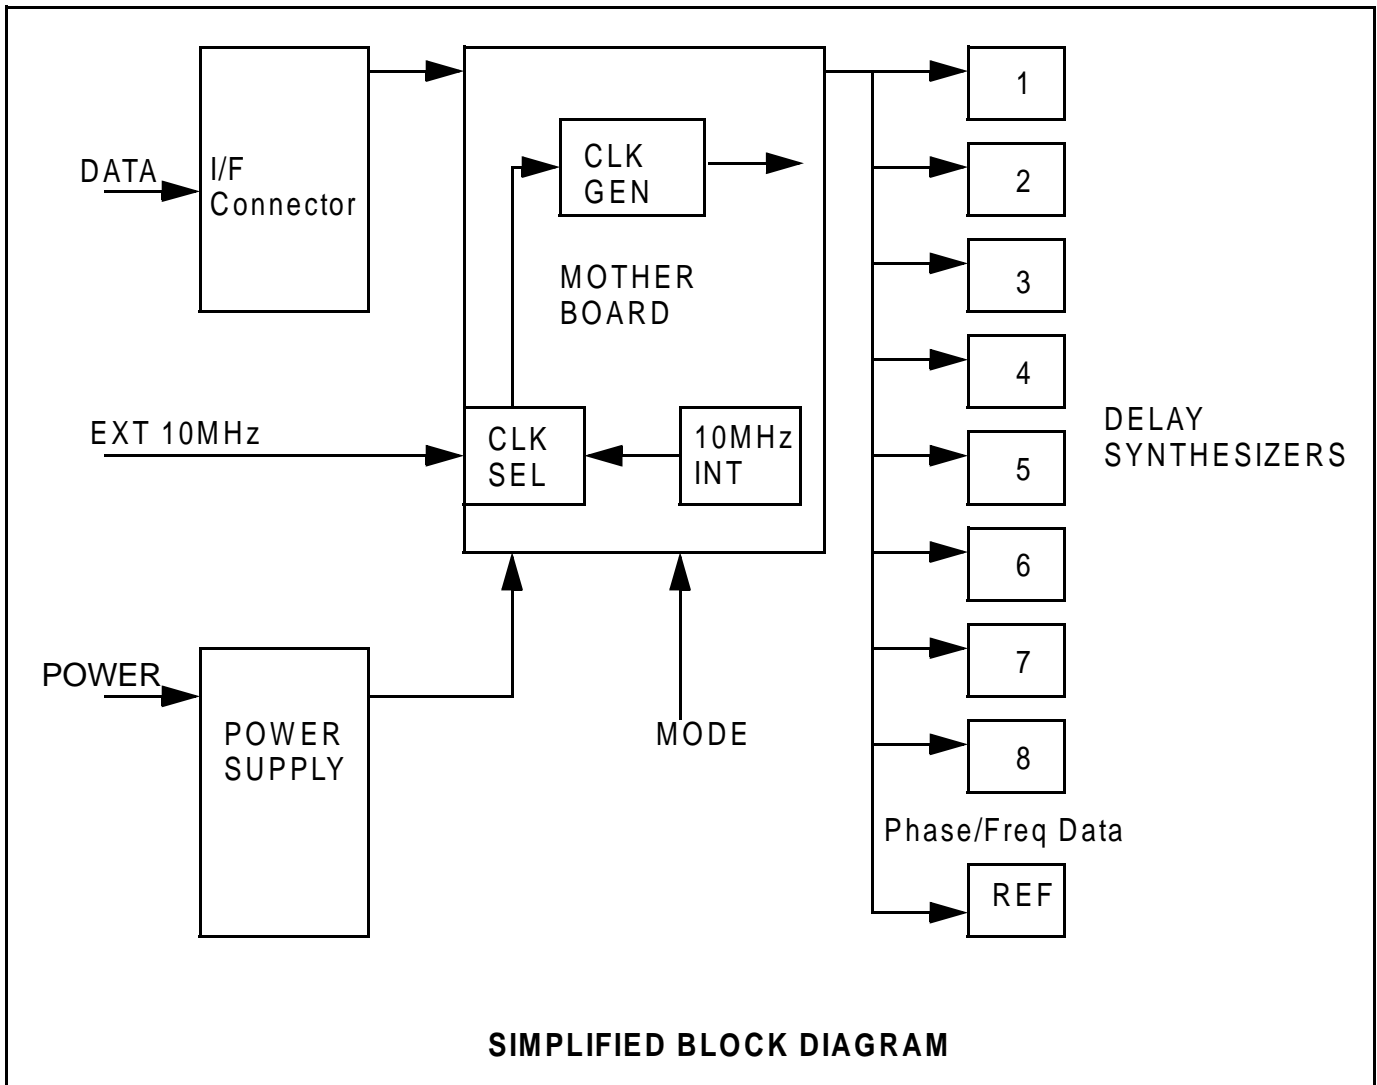 DATA
I/F
Connector
CLK
GEN
MOTHER
BOARD
EXT 10MHz
CLK
SEL
10MHz
INT
POWER
POWER
SUPPLY
MODE
1
2
3
4
5
6
7
8
DELAY
SYNTHESIZERS
Phase/Freq Data
REF
SIMPLIFIED BLOCK DIAGRAM